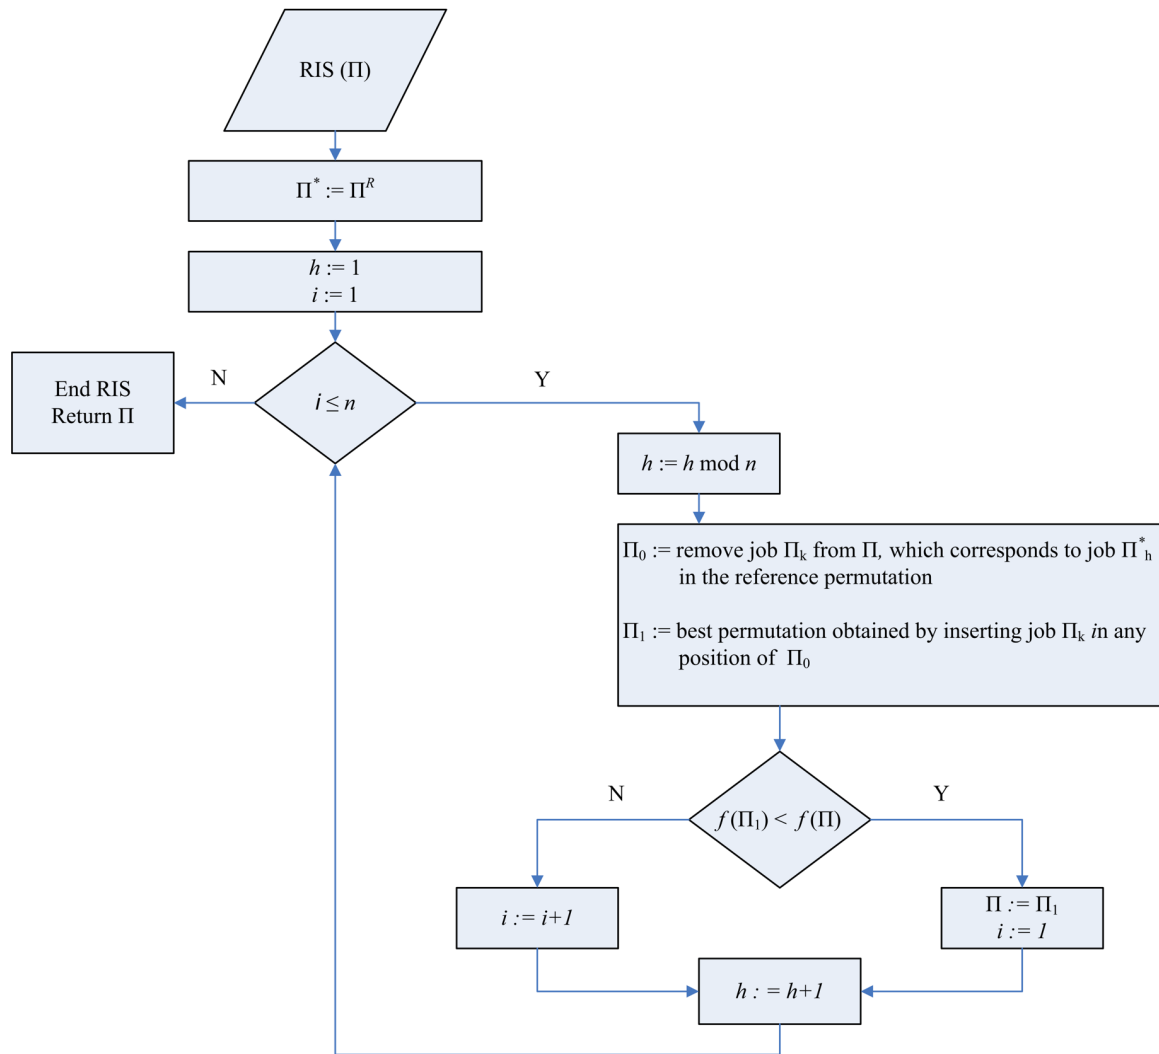 RIS (Π)
Π* := Πᴿ
h := 1
i := 1
i ≤ n
N
Y
End RIS
Return Π
h := h mod n
Π₀ := remove job Πₖ from Π, which corresponds to job Π*ₕ
in the reference permutation
Π₁ := best permutation obtained by inserting job Πₖ in any
position of Π₀
f (Π₁) < f (Π)
N
Y
i := i+1
Π := Π₁
i := 1
h : = h+1